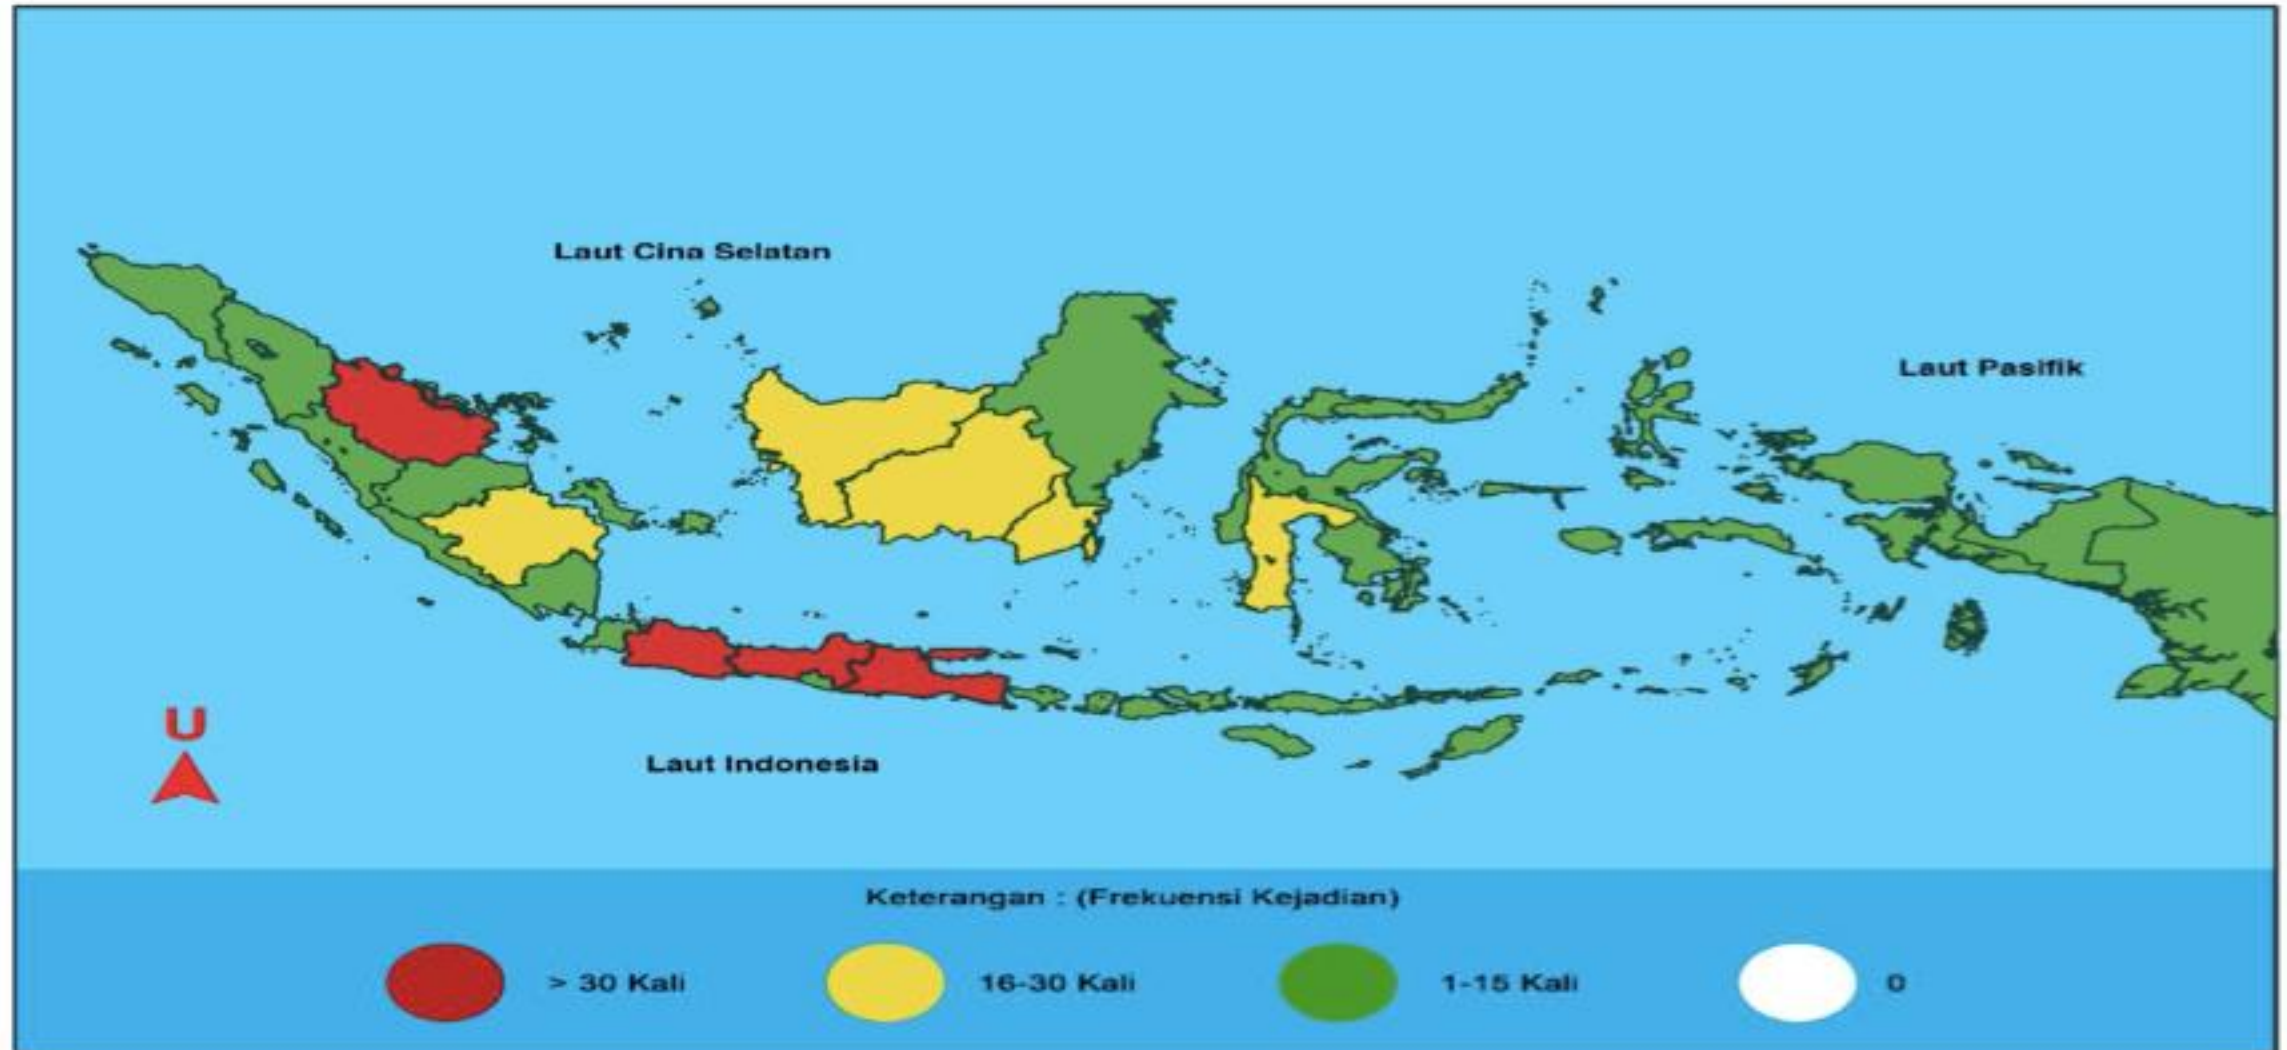 Laut Cina Selatan
Laut Pasifik
U
Laut Indonesia
Keterangan : (Frekuensi Kejadian)
> 30 Kali
16-30 Kali
1-15 Kali
0